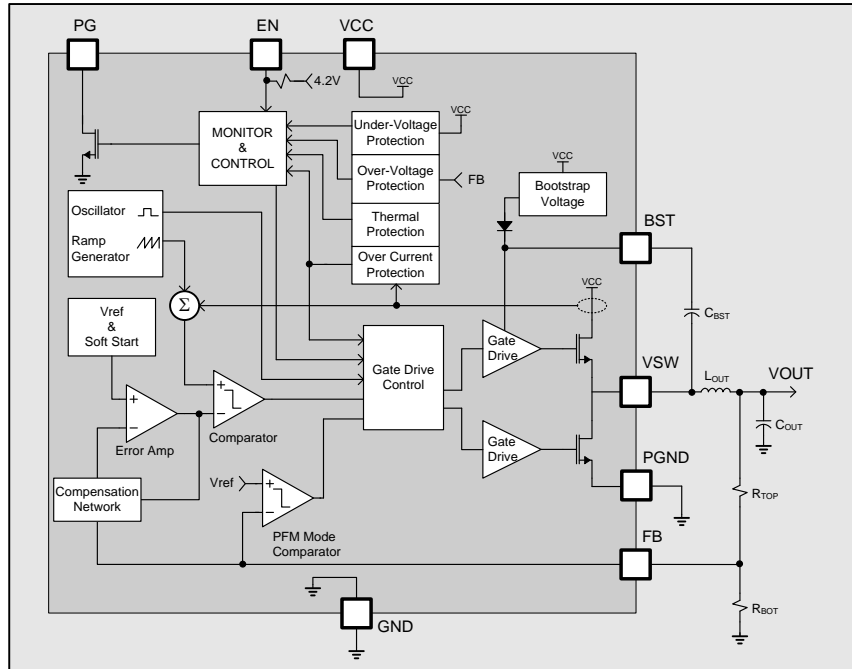 PG
EN
VCC
4.2V
VCC
MONITOR
&
CONTROL
Under-Voltage
Protection
VCC
Over-Voltage
Protection
FB
Thermal
Protection
Over Current
Protection
VCC
Bootstrap
Voltage
Oscillator
Ramp
Generator
BST
Σ
VCC
CBST
Vref
&
Soft Start
Gate Drive
Control
Gate
Drive
VSW
LOUT
VOUT
+
−
Error Amp
+
−
Comparator
COUT
Gate
Drive
PGND
Compensation
Network
Vref
+
−
PFM Mode
Comparator
RTOP
FB
RBOT
GND